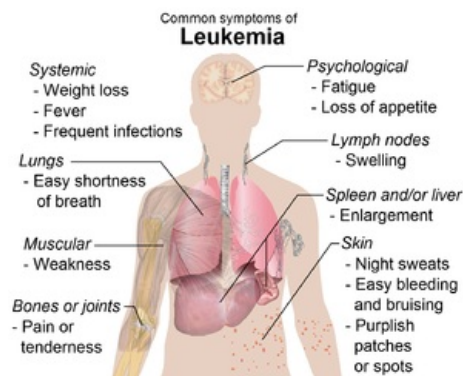 Common symptoms of
Leukemia
Systemic
- Weight loss
- Fever
- Frequent infections
Psychological
- Fatigue
- Loss of appetite
Lymph nodes
- Swelling
Lungs
- Easy shortness
of breath
Spleen and/or liver
- Enlargement
Muscular
- Weakness
Skin
- Night sweats
- Easy bleeding
and bruising
- Purplish
patches
or spots
Bones or joints
- Pain or
tenderness